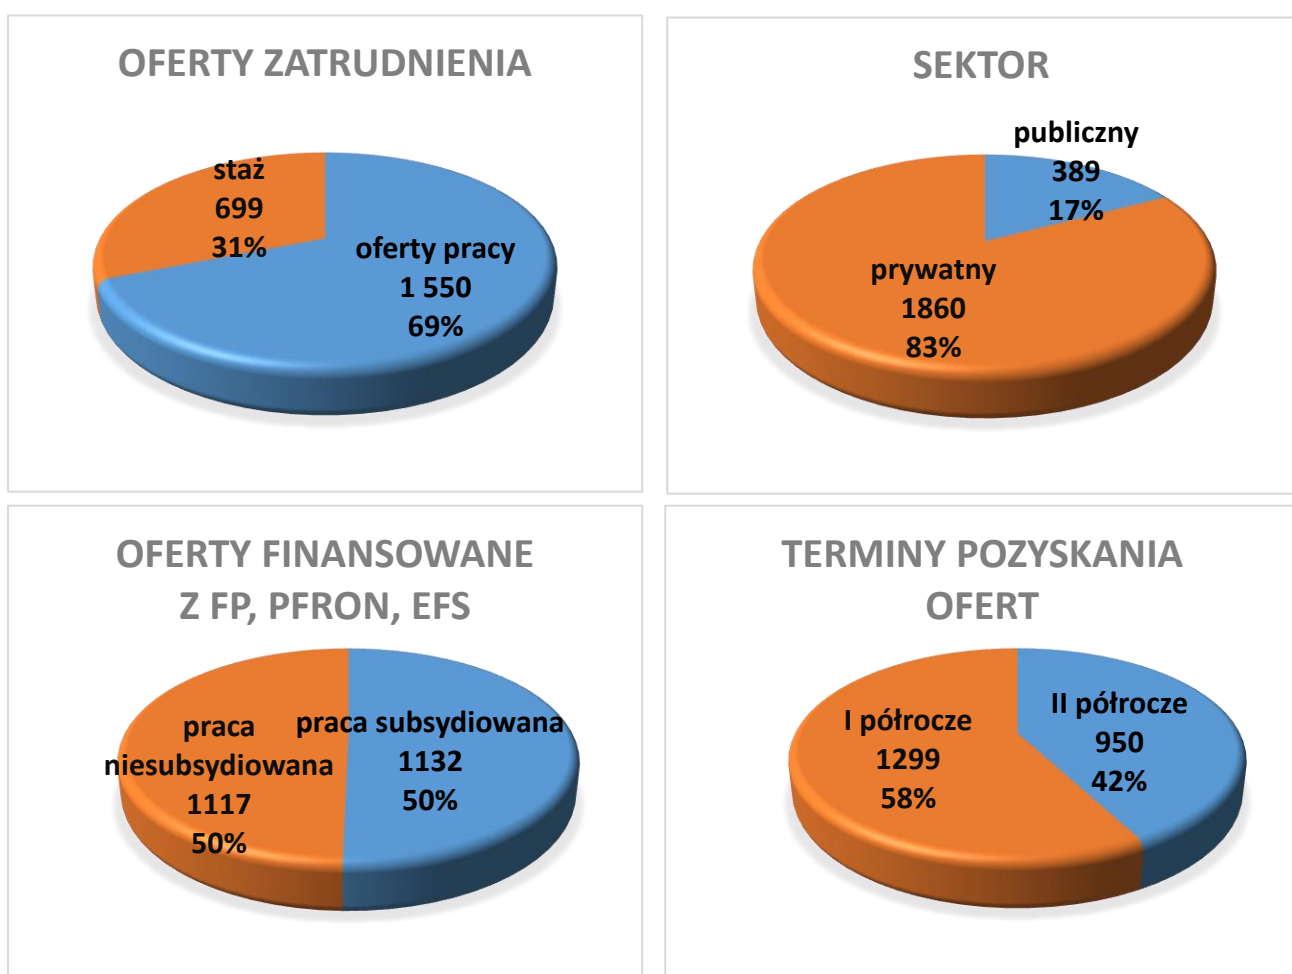 OFERTY ZATRUDNIENIA
staż
699
31%
oferty pracy
1 550
69%
SEKTOR
publiczny
389
17%
prywatny
1860
83%
OFERTY FINANSOWANE
Z FP, PFRON, EFS
praca
niesubsydiowana
1117
50%
praca subsydiowana
1132
50%
TERMINY POZYSKANIA
OFERT
I półrocze
1299
58%
II półrocze
950
42%